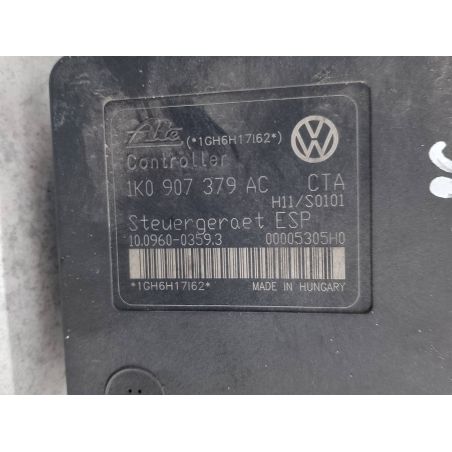 Ate (*1GH6H17I62*)
Controller
1K0 907 379 AC CTA
H11/S0101
Steuergeraet ESP
10.0960-0359.3 00005305H0
*1GH6H17I62* MADE IN HUNGARY